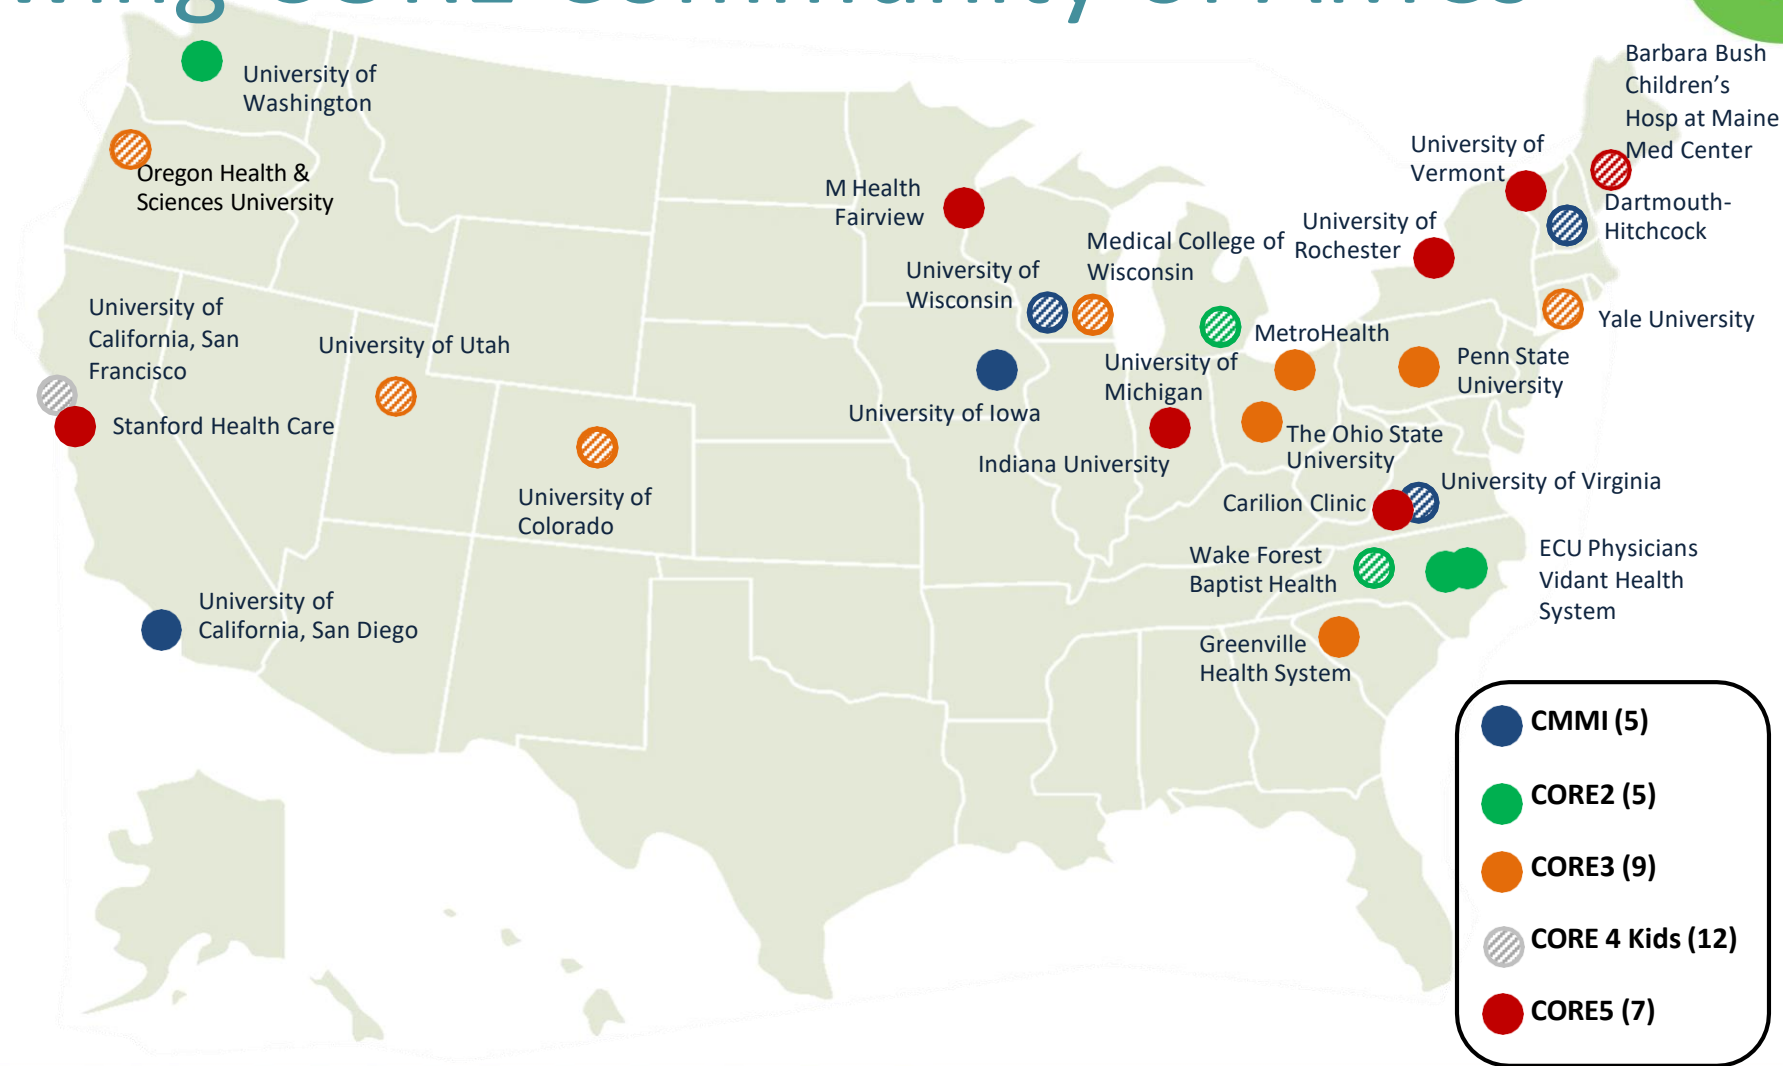 CORE Community of AMCs
University of
Washington
Oregon Health &
Sciences University
University of
California, San
Francisco
Stanford Health Care
University of Utah
University of
Colorado
University of
California, San Diego
M Health
Fairview
University of
Wisconsin
Medical College of
Wisconsin
University of Iowa
University of
Michigan
Indiana University
MetroHealth
The Ohio State
University
University of
Rochester
University of
Vermont
Barbara Bush
Children’s
Hosp at Maine
Med Center
Dartmouth-
Hitchcock
Yale University
Penn State
University
University of Virginia
Carilion Clinic
Wake Forest
Baptist Health
ECU Physicians
Vidant Health
System
Greenville
Health System
CMMI (5)
CORE2 (5)
CORE3 (9)
CORE 4 Kids (12)
CORE5 (7)